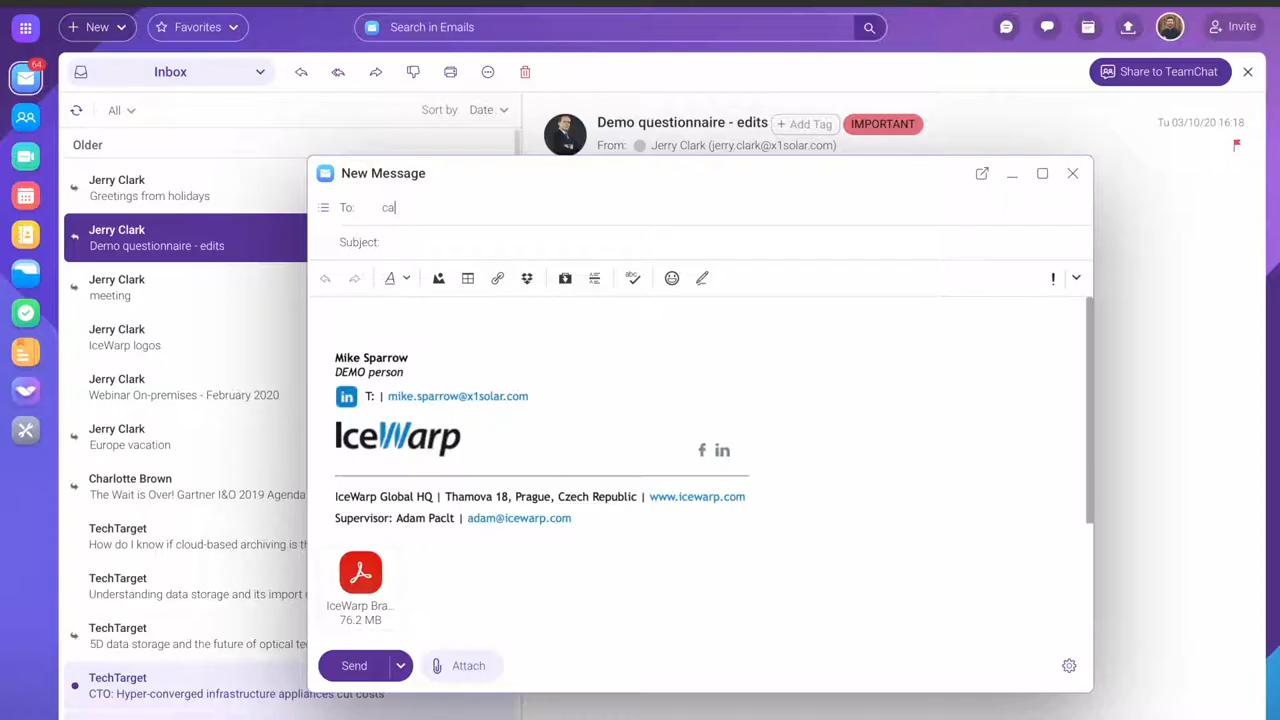 New
Favorites
Search in Emails
Invite
64
Inbox
Share to TeamChat
All
Sort by Date
Older
Jerry Clark
Greetings from holidays
Jerry Clark
Demo questionnaire - edits
Jerry Clark
meeting
Jerry Clark
IceWarp logos
Jerry Clark
Webinar On-premises - February 2020
Jerry Clark
Europe vacation
Charlotte Brown
The Wait is Over! Gartner I&O 2019 Agenda
TechTarget
How do I know if cloud-based archiving is
TechTarget
Understanding data storage and its import
TechTarget
5D data storage and the future of optical
TechTarget
CTO: Hyper-converged infrastructure appliances cut costs
Demo questionnaire - edits + Add Tag IMPORTANT
Tu 03/10/20 16:18
From: Jerry Clark (jerry.clark@x1solar.com)
New Message
To: ca
Subject:
Mike Sparrow
DEMO person
in T: | mike.sparrow@x1solar.com
IceWarp
f in
IceWarp Global HQ | Thamova 18, Prague, Czech Republic | www.icewarp.com
Supervisor: Adam Paclt | adam@icewarp.com
IceWarp Bra...
76.2 MB
Send
Attach